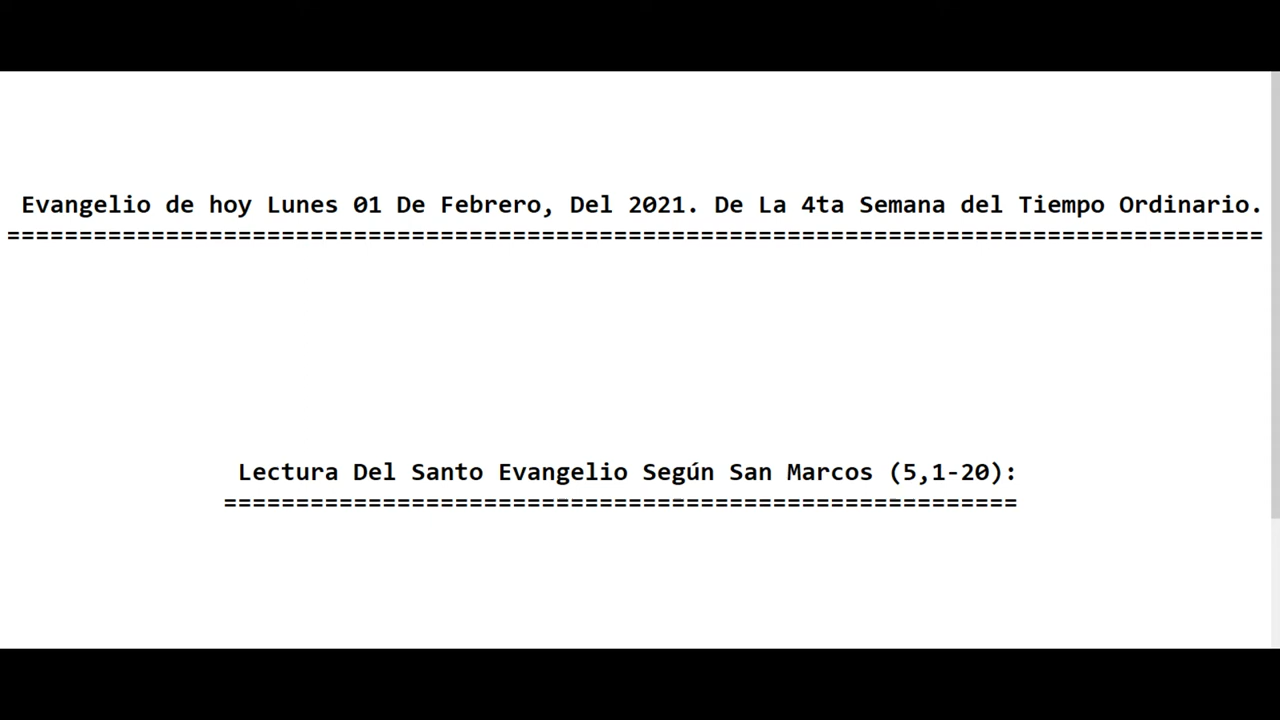 Evangelio de hoy Lunes 01 De Febrero, Del 2021. De La 4ta Semana del Tiempo Ordinario.
=======================================================================================
Lectura Del Santo Evangelio Según San Marcos (5,1-20):
=======================================================